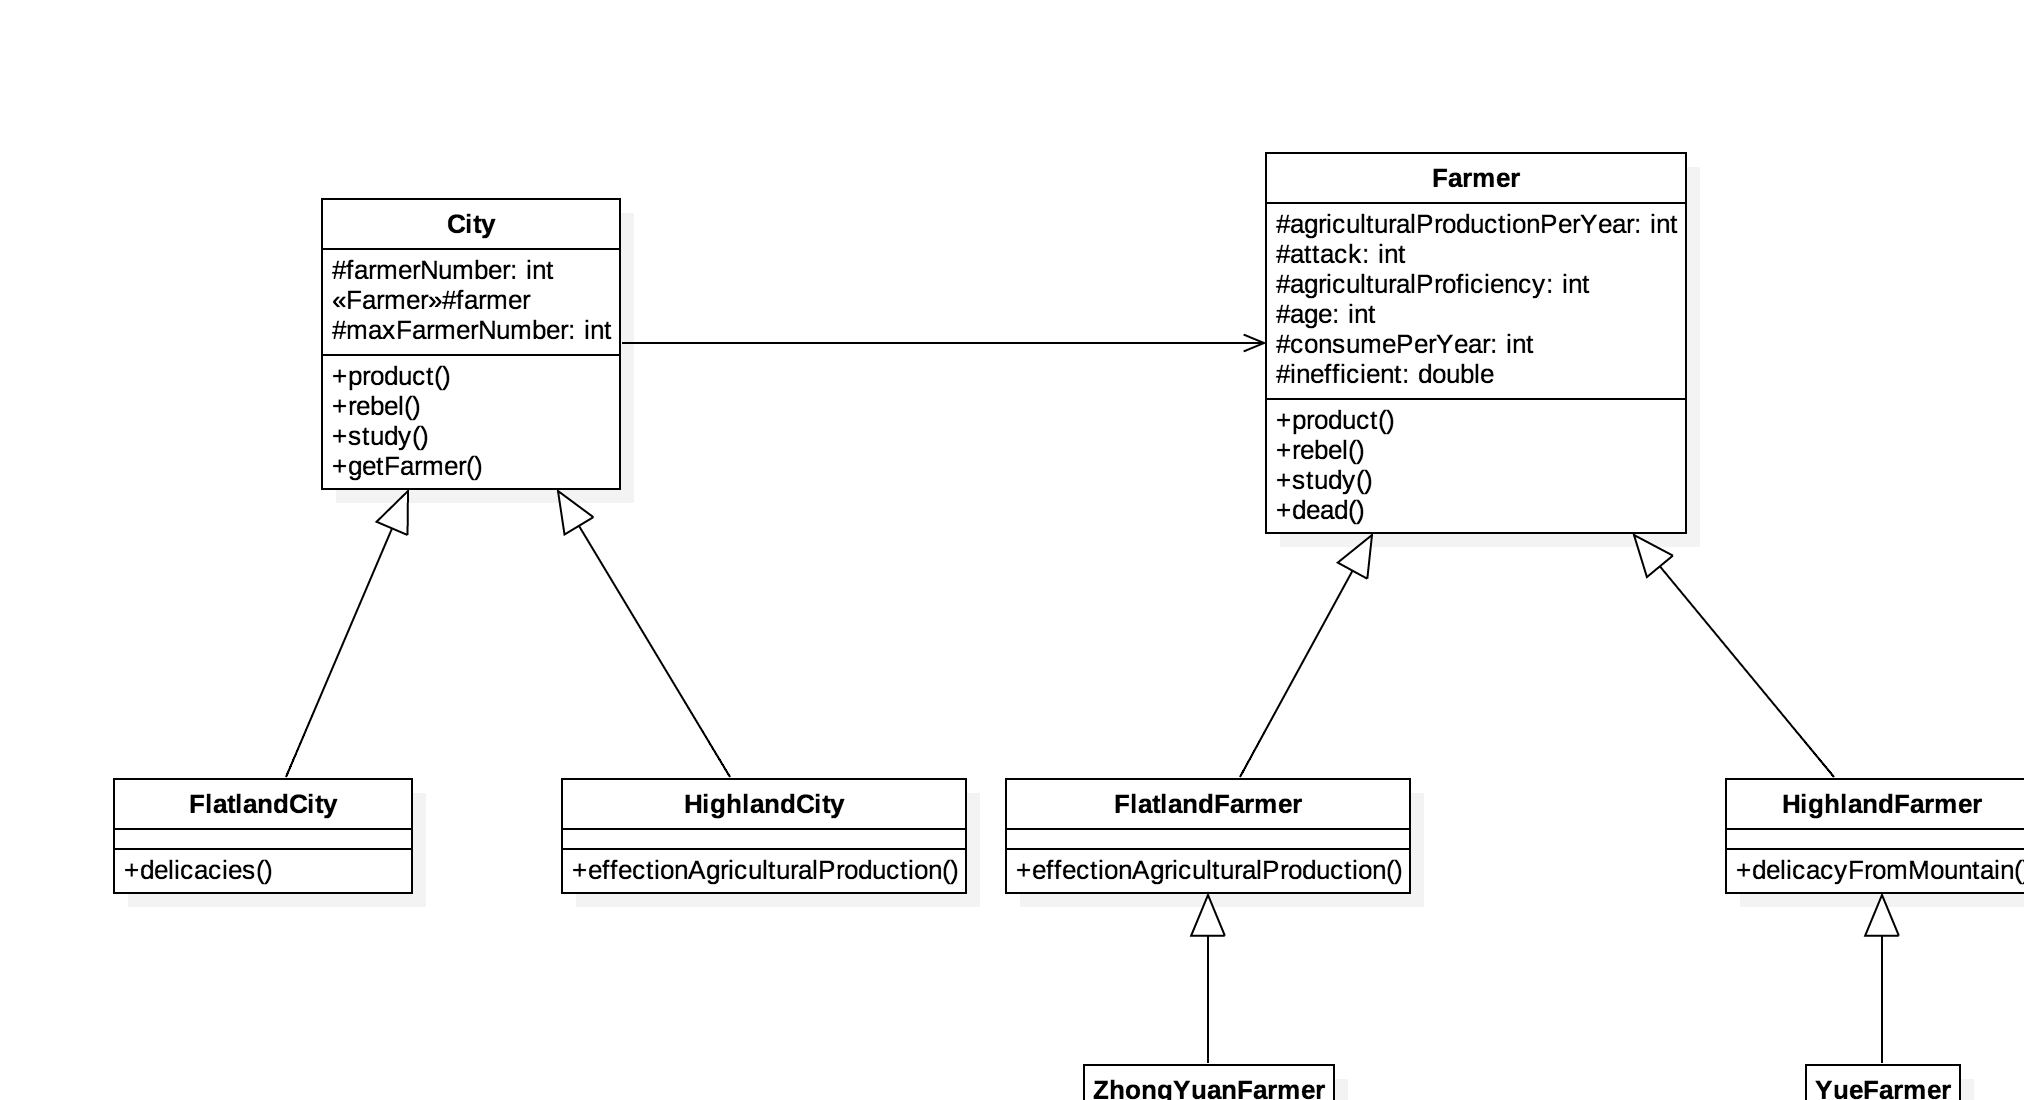 City
#farmerNumber: int
«Farmer»#farmer
#maxFarmerNumber: int
+product()
+rebel()
+study()
+getFarmer()
Farmer
#agriculturalProductionPerYear: int
#attack: int
#agriculturalProficiency: int
#age: int
#consumePerYear: int
#inefficient: double
+product()
+rebel()
+study()
+dead()
FlatlandCity
+delicacies()
HighlandCity
+effectionAgriculturalProduction()
FlatlandFarmer
+effectionAgriculturalProduction()
HighlandFarmer
+delicacyFromMountain()
ZhongYuanFarmer
YueFarmer